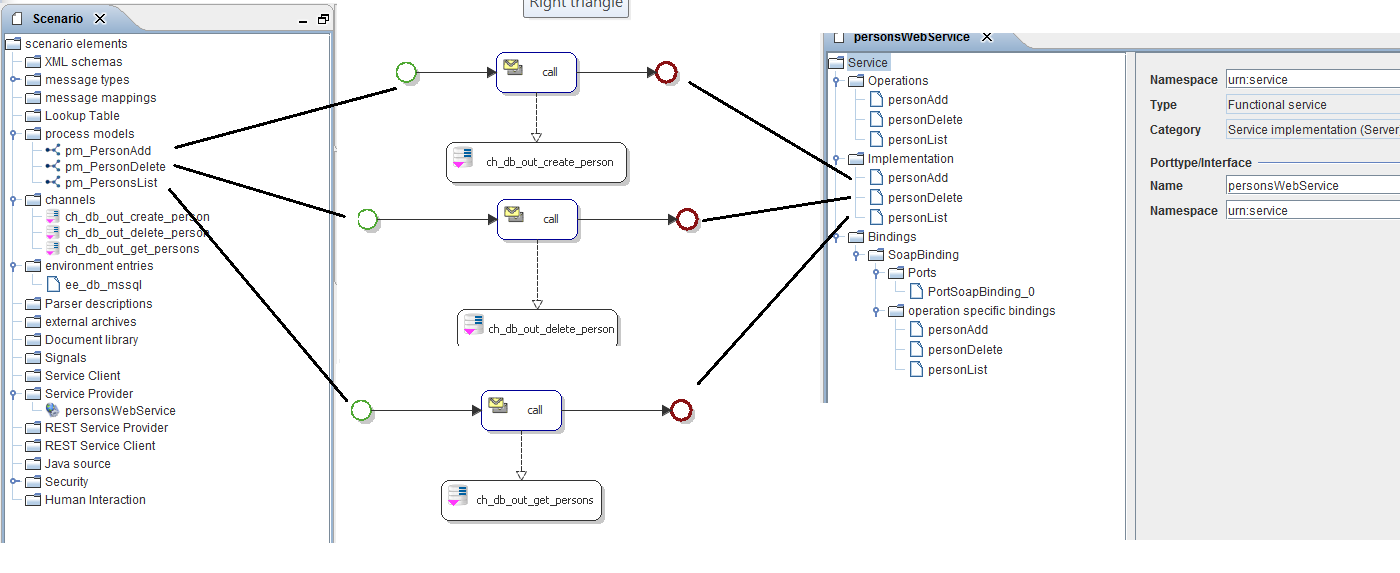 Right triangle
Scenario
scenario elements
XML schemas
message types
message mappings
Lookup Table
process models
pm_PersonAdd
pm_PersonDelete
pm_PersonsList
channels
ch_db_out_create_person
ch_db_out_delete_person
ch_db_out_get_persons
environment entries
ee_db_mssql
Parser descriptions
external archives
Document library
Signals
Service Client
Service Provider
personsWebService
REST Service Provider
REST Service Client
Java source
Security
Human Interaction
call
ch_db_out_create_person
call
ch_db_out_delete_person
call
ch_db_out_get_persons
personsWebService
Service
Operations
personAdd
personDelete
personList
Implementation
personAdd
personDelete
personList
Bindings
SoapBinding
Ports
PortSoapBinding_0
operation specific bindings
personAdd
personDelete
personList
Namespace urn:service
Type Functional service
Category Service implementation (Server
Porttype/Interface
Name personsWebService
Namespace urn:service